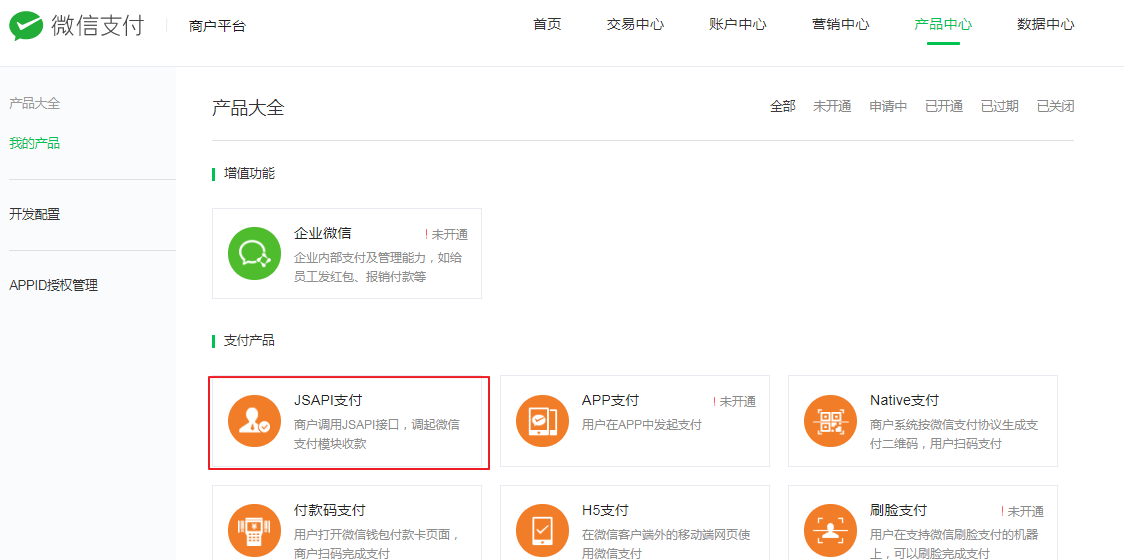 微信支付 商户平台 首页 交易中心 账户中心 营销中心 产品中心 数据中心
产品大全
我的产品
开发配置
APPID授权管理
产品大全 全部 未开通 申请中 已开通 已过期 已关闭
增值功能
企业微信 ! 未开通
企业内部支付及管理能力，如给
员工发红包、报销付款等
支付产品
JSAPI支付
商户调用JSAPI接口，调起微信
支付模块收款
APP支付 ! 未开通
用户在APP中发起支付
Native支付
商户系统按微信支付协议生成支
付二维码，用户扫码支付
付款码支付
用户打开微信钱包付款卡页面，
商户扫码完成支付
H5支付
在微信客户端外的移动端网页使
用微信支付
刷脸支付 ! 未开通
用户在支持微信刷脸支付的机器
上，可以刷脸完成支付